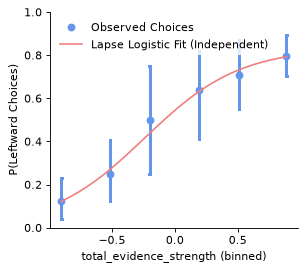 Observed Choices
Lapse Logistic Fit (Independent)
P(Leftward Choices)
1.0
0.8
0.6
0.4
0.2
0.0
−0.5
0.0
0.5
total_evidence_strength (binned)